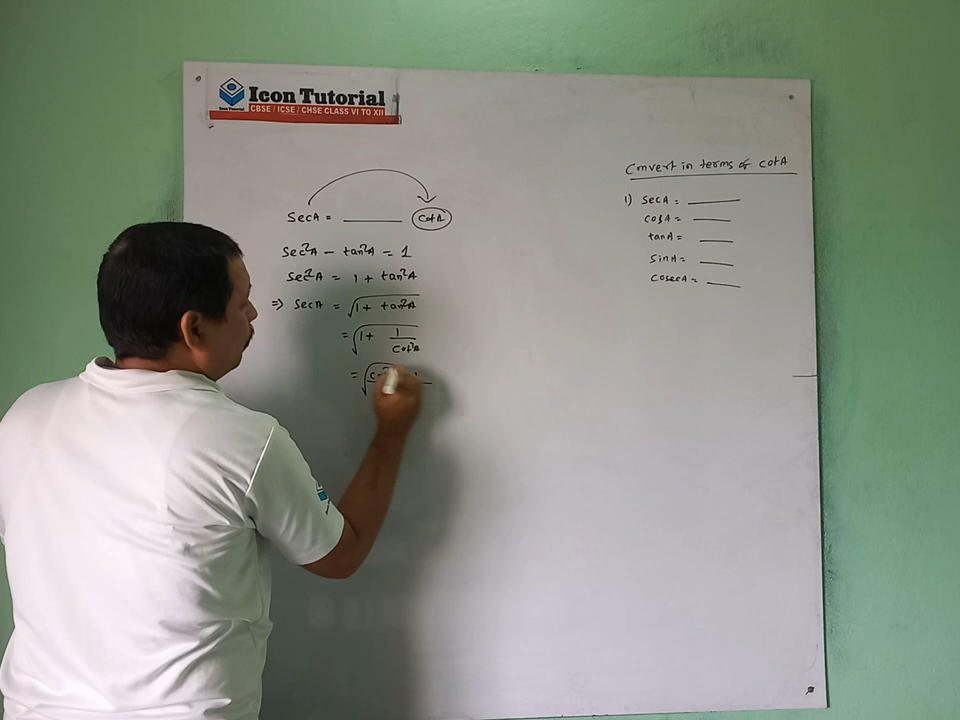 Icon Tutorial
CBSE / ICSE / CHSE CLASS VI TO XII
SecA = ______ CotA
Sec²A − tan²A = 1
Sec²A = 1 + tan²A
⇒ SecA = √(1 + tan²A)
= √(1 + 1/Cot²A)
= √
Convert in terms of cotA
1) SecA = ______
cosA = ______
tanA = ______
SinA = ______
CosecA = ______